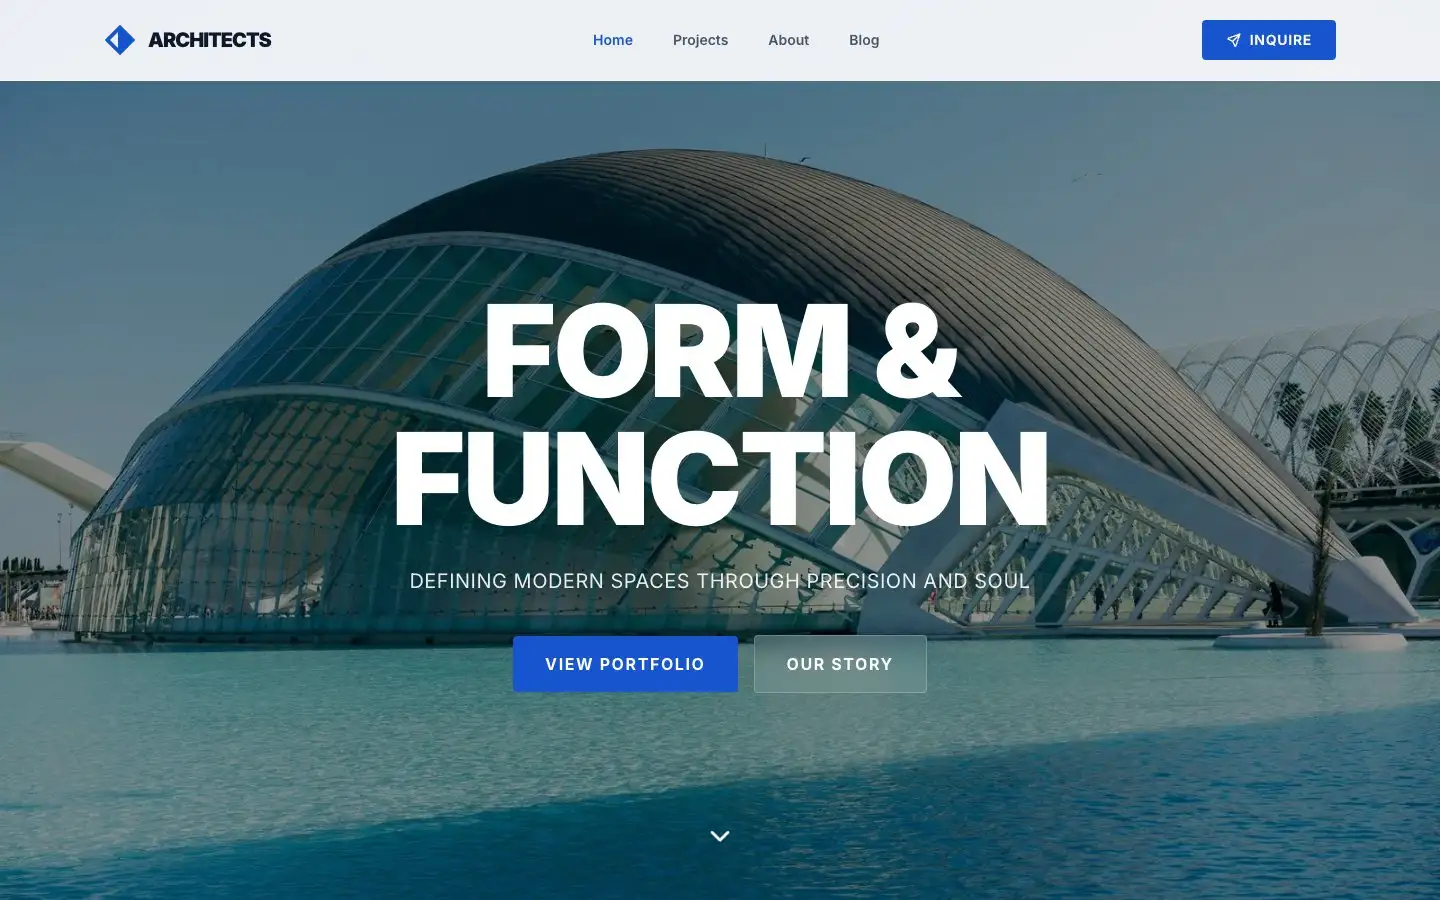 ARCHITECTS
Home
Projects
About
Blog
INQUIRE
FORM &
FUNCTION
DEFINING MODERN SPACES THROUGH PRECISION AND SOUL
VIEW PORTFOLIO
OUR STORY